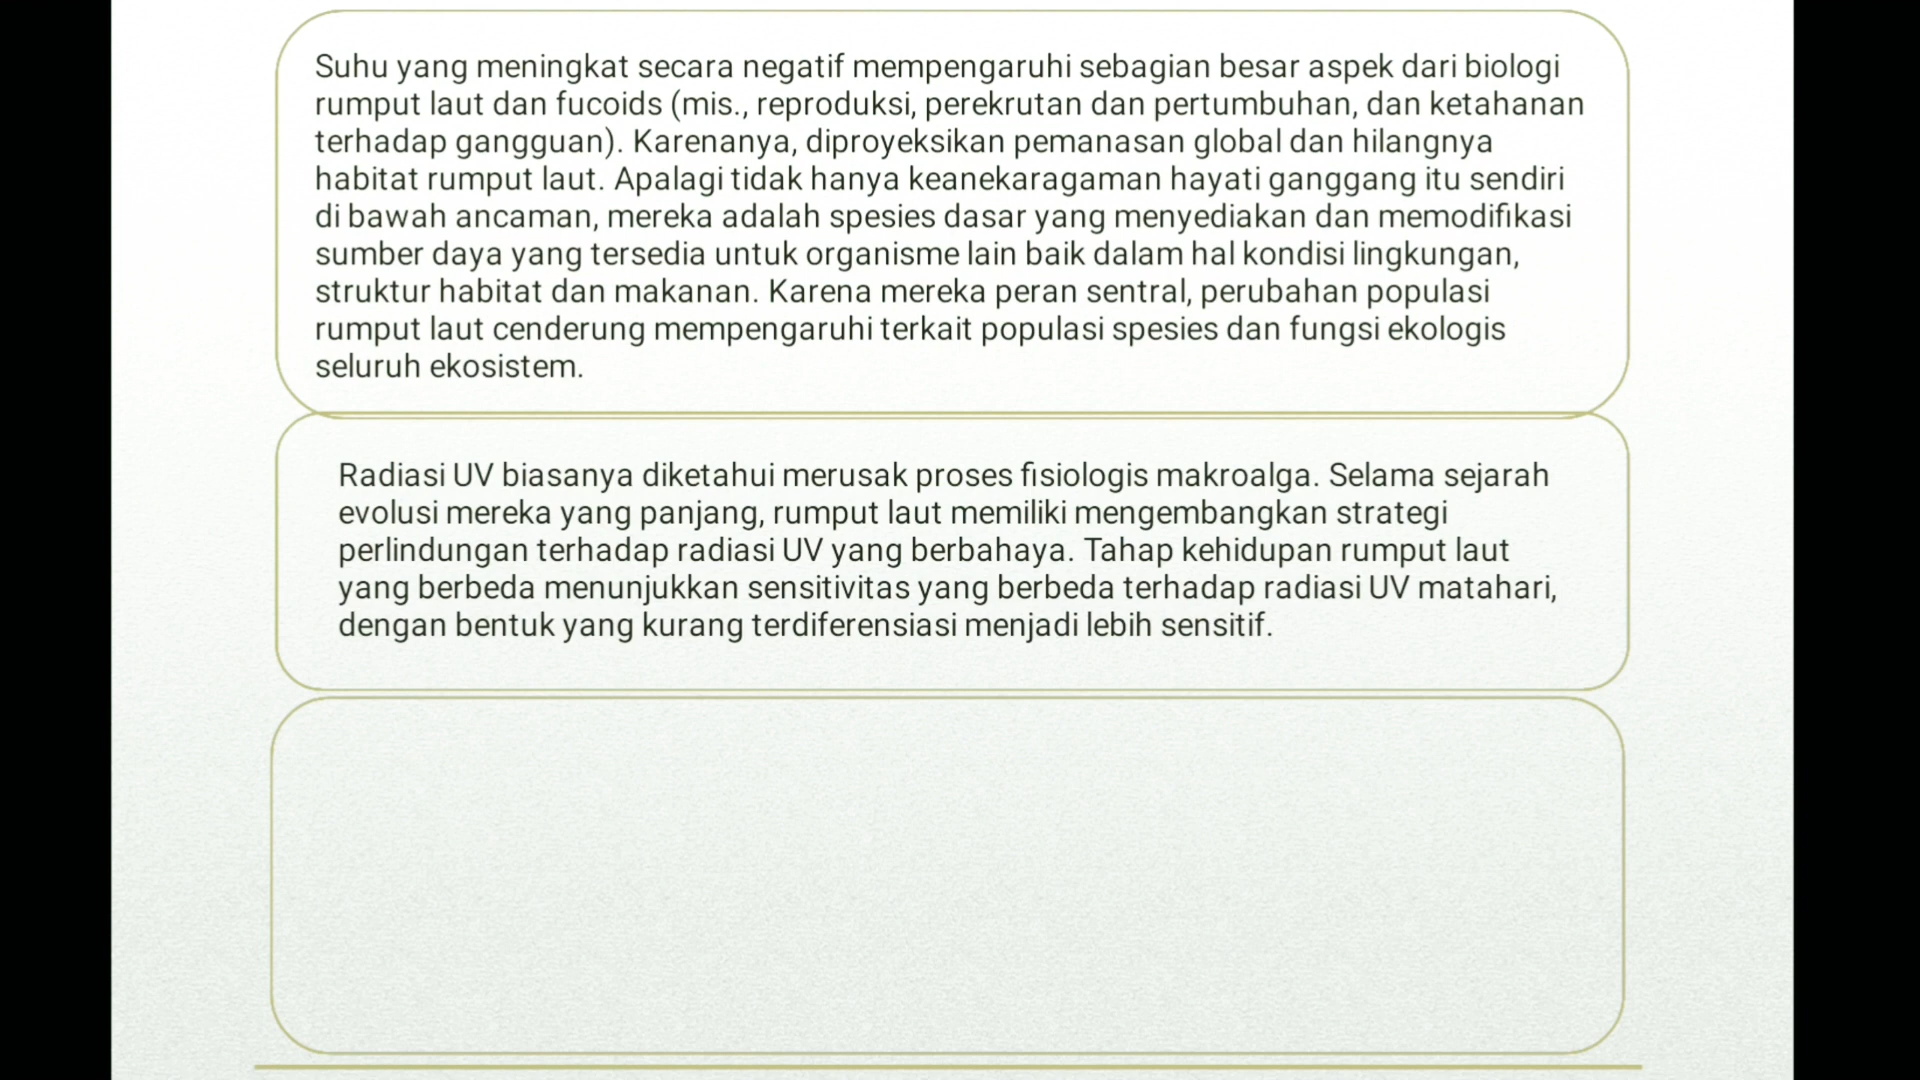 Suhu yang meningkat secara negatif mempengaruhi sebagian besar aspek dari biologi
rumput laut dan fucoids (mis., reproduksi, perekrutan dan pertumbuhan, dan ketahanan
terhadap gangguan). Karenanya, diproyeksikan pemanasan global dan hilangnya
habitat rumput laut. Apalagi tidak hanya keanekaragaman hayati ganggang itu sendiri
di bawah ancaman, mereka adalah spesies dasar yang menyediakan dan memodifikasi
sumber daya yang tersedia untuk organisme lain baik dalam hal kondisi lingkungan,
struktur habitat dan makanan. Karena mereka peran sentral, perubahan populasi
rumput laut cenderung mempengaruhi terkait populasi spesies dan fungsi ekologis
seluruh ekosistem.
Radiasi UV biasanya diketahui merusak proses fisiologis makroalga. Selama sejarah
evolusi mereka yang panjang, rumput laut memiliki mengembangkan strategi
perlindungan terhadap radiasi UV yang berbahaya. Tahap kehidupan rumput laut
yang berbeda menunjukkan sensitivitas yang berbeda terhadap radiasi UV matahari,
dengan bentuk yang kurang terdiferensiasi menjadi lebih sensitif.